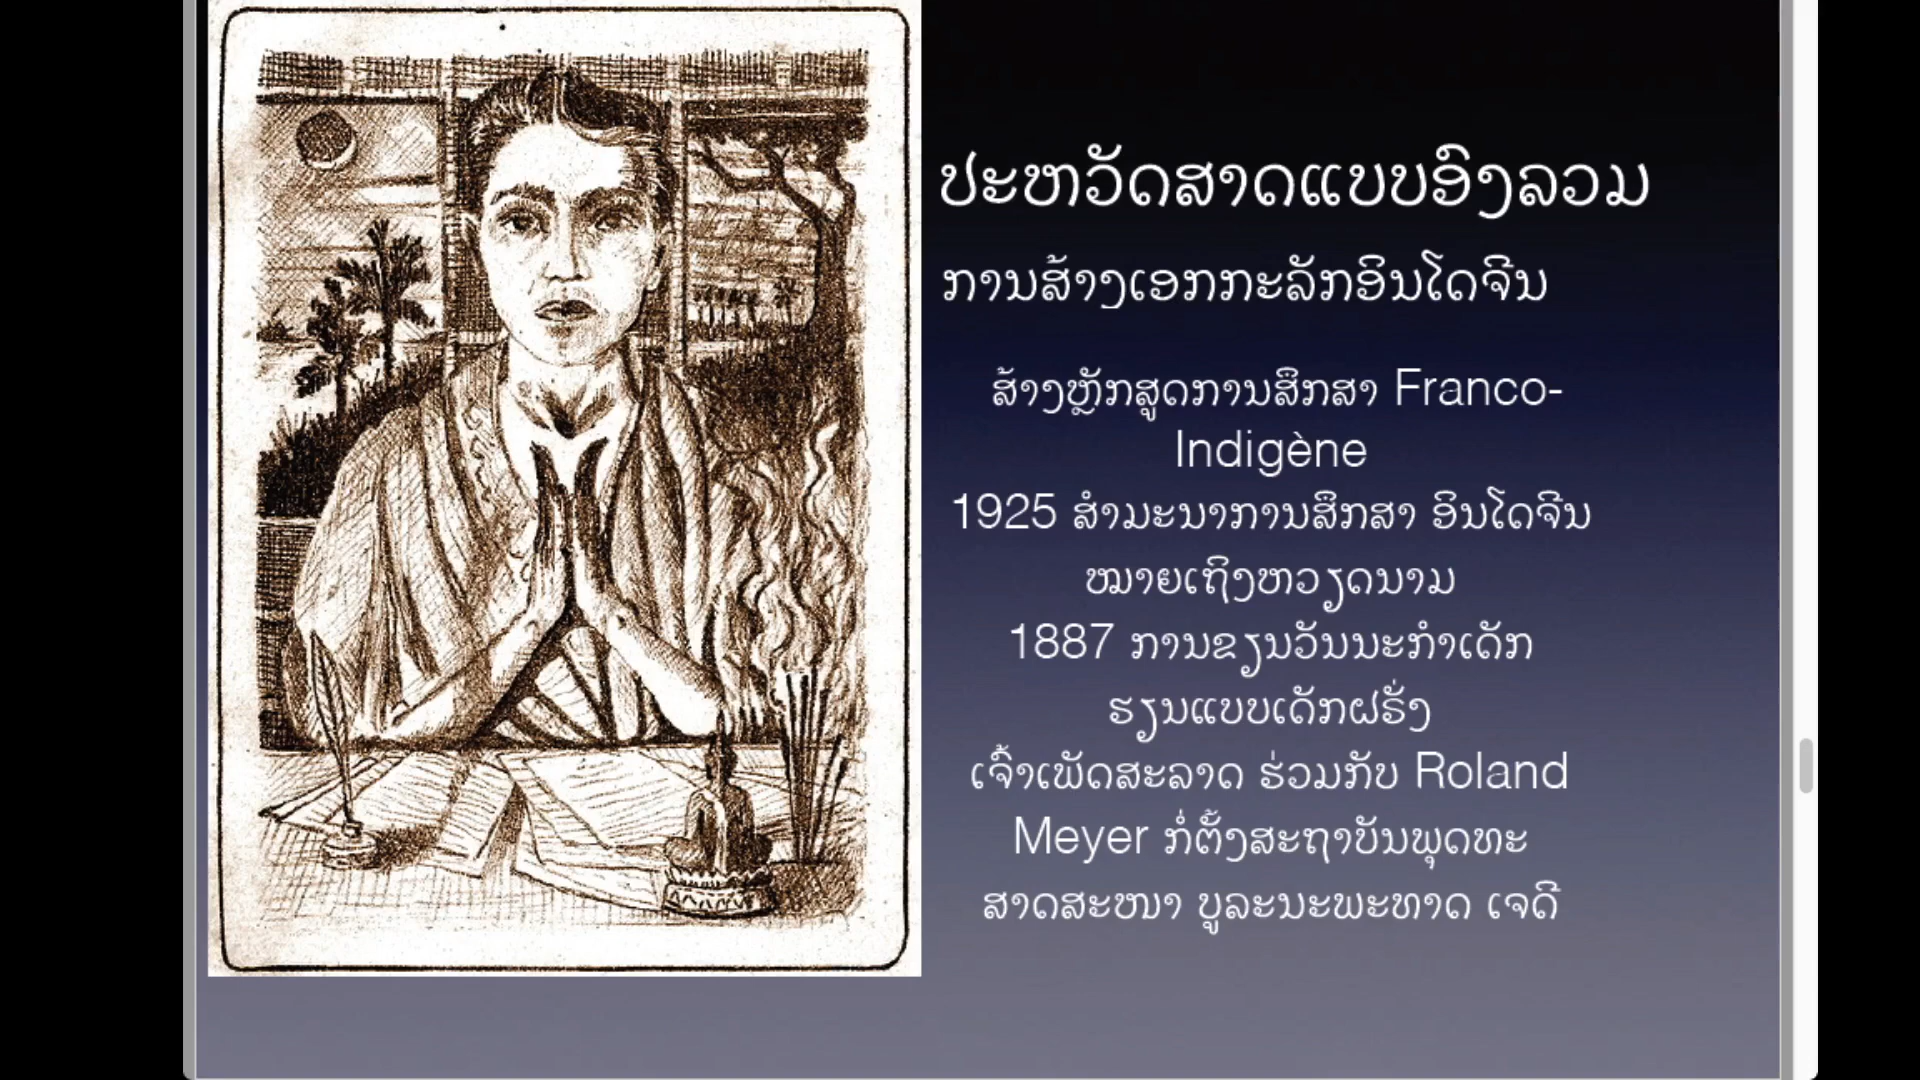 ປະຫວັດສາດແບບອົງລວມ
ການສ້າງເອກກະລັກອິນໂດຈີນ
ສ້າງຫຼັກສູດການສຶກສາ Franco-
Indigène
1925 ສຳມະນາການສຶກສາ ອິນໂດຈີນ
ໝາຍເຖິງຫວຽດນາມ
1887 ການຂຽນວັນນະກຳເດັກ
ຮຽນແບບເດັກຝຣັ່ງ
ເຈົ້າເພັດສະລາດ ຮ່ວມກັບ Roland
Meyer ກໍ່ຕັ້ງສະຖາບັນພຸດທະ
ສາດສະໜາ ບູລະນະພະທາດ ເຈດີ